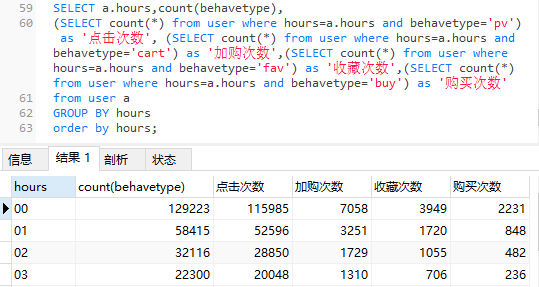 59 SELECT a.hours,count(behavetype),
60 (SELECT count(*) from user where hours=a.hours and behavetype='pv')
as '点击次数', (SELECT count(*) from user where hours=a.hours and
behavetype='cart') as '加购次数',(SELECT count(*) from user where
hours=a.hours and behavetype='fav') as '收藏次数',(SELECT count(*)
from user where hours=a.hours and behavetype='buy') as '购买次数'
61 from user a
62 GROUP BY hours
63 order by hours;
信息 结果 1 剖析 状态
hours count(behavetype) 点击次数 加购次数 收藏次数 购买次数
00 129223 115985 7058 3949 2231
01 58415 52596 3251 1720 848
02 32116 28850 1729 1055 482
03 22300 20048 1310 706 236